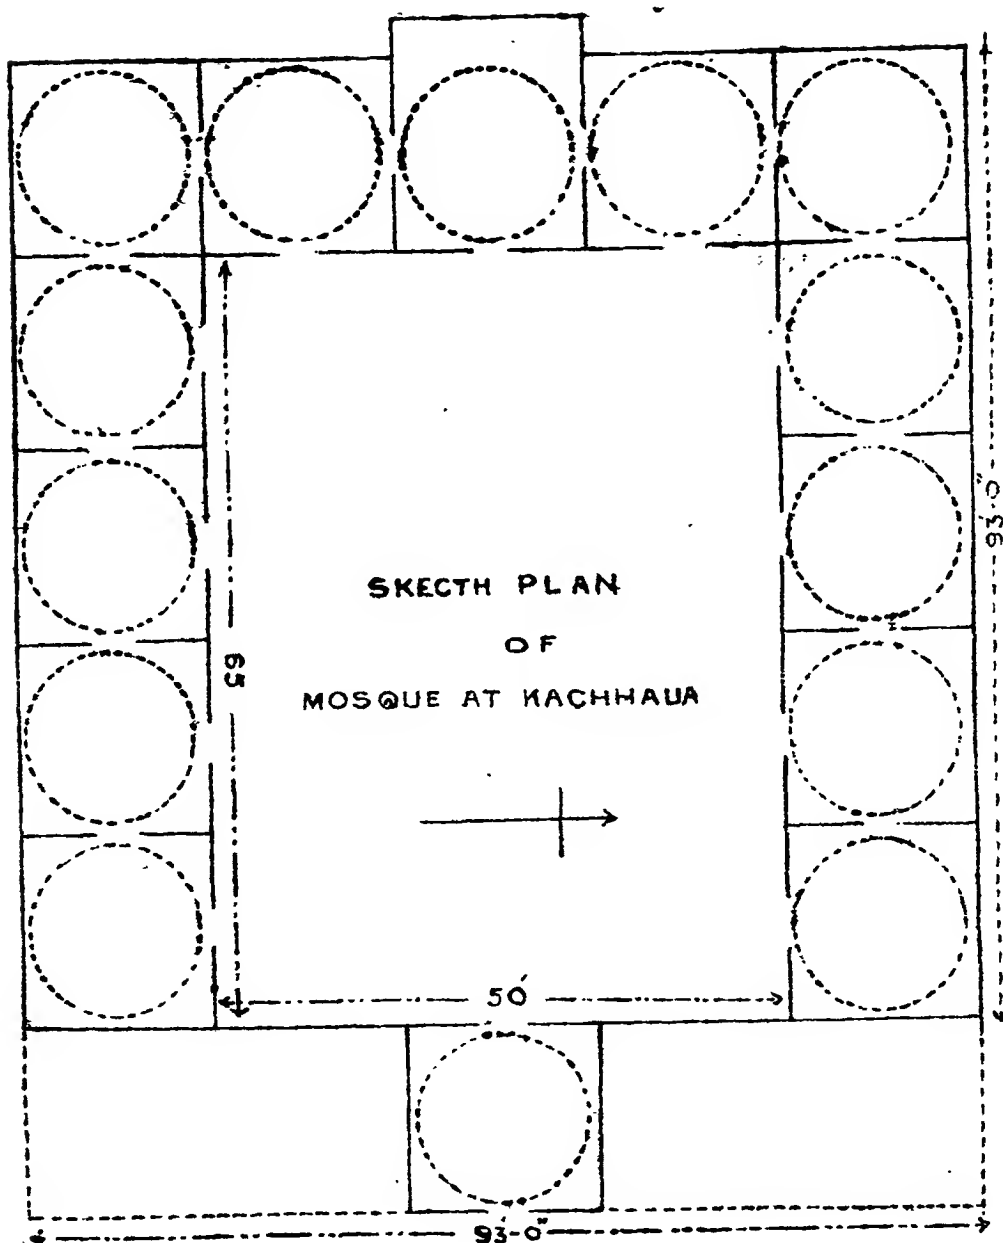 93'-0"
SKECTH PLAN
OF
MOSQUE AT KACHHAUA
65
50'
93'-0"